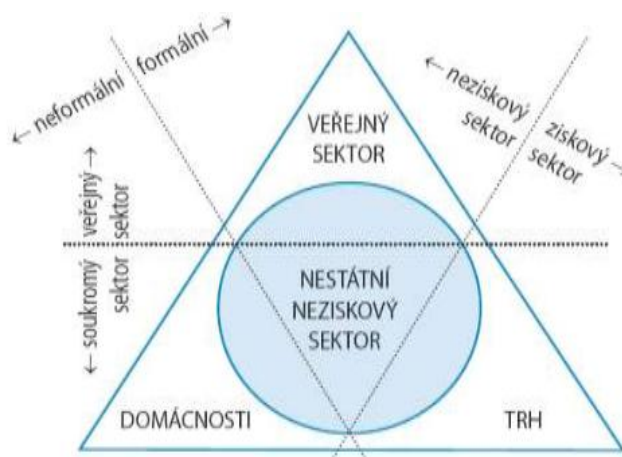 ← neformální formální →
← neziskový sektor
ziskový → sektor
VEŘEJNÝ
SEKTOR
veřejný → sektor
← soukromý sektor
NESTÁTNÍ
NEZISKOVÝ
SEKTOR
DOMÁCNOSTI
TRH